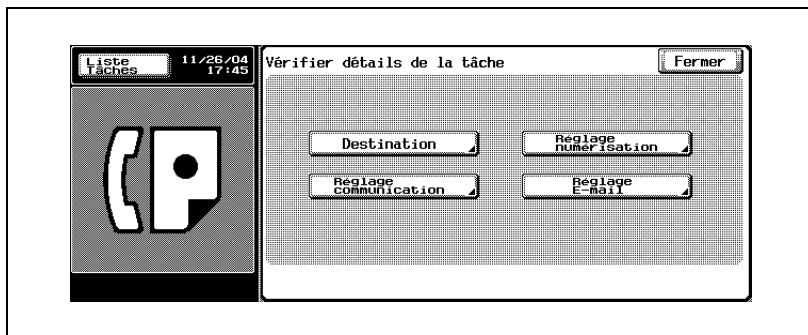 Liste
Tâches
11/26/04
17:45
Vérifier détails de la tâche
Fermer
Destination
Réglage
numérisation
Réglage
communication
Réglage
E-mail